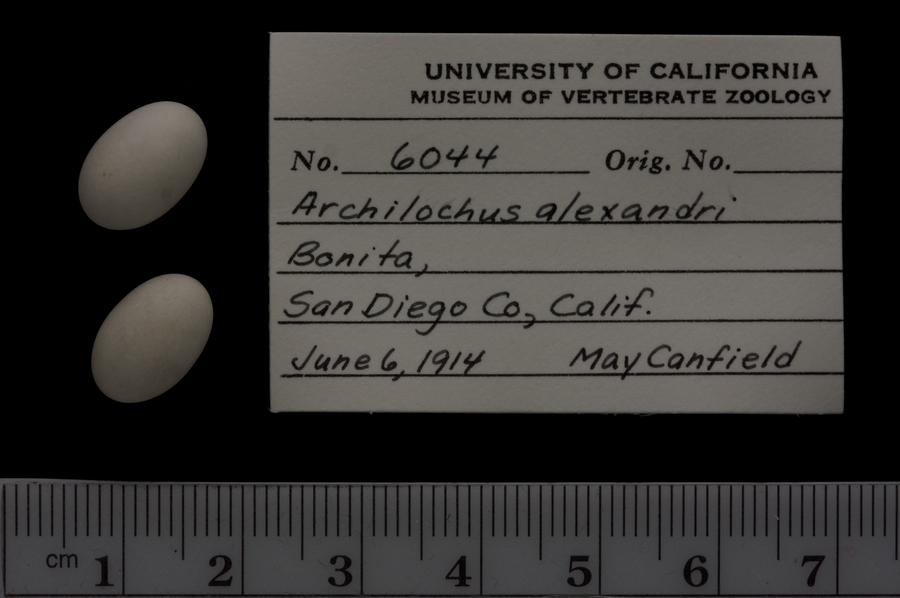 UNIVERSITY OF CALIFORNIA
MUSEUM OF VERTEBRATE ZOOLOGY
No. 6044 Orig. No.
Archilochus alexandri
Bonita,
San Diego Co., Calif.
June 6, 1914 May Canfield
cm 1 2 3 4 5 6 7